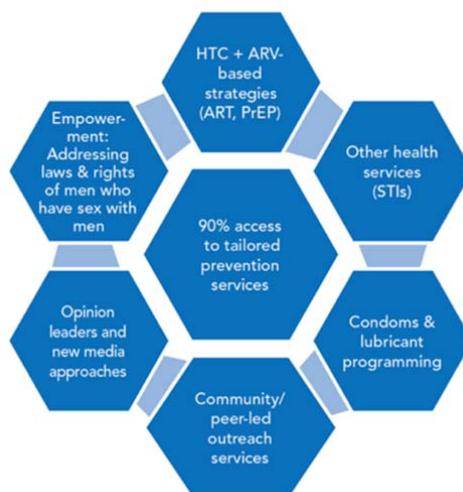 HTC + ARV-
based
strategies
(ART, PrEP)
Empower-
ment:
Addressing
laws & rights
of men who
have sex with
men
Other health
services
(STIs)
90% access
to tailored
prevention
services
Opinion
leaders and
new media
approaches
Condoms &
lubricant
programming
Community/
peer-led
outreach
services